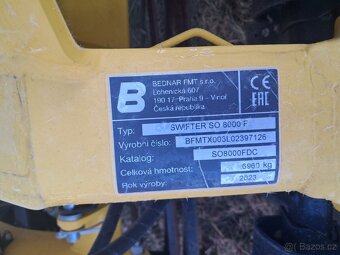 B
BEDNAR FMT s.r.o.
Lohenická 607
190 17, Praha 9 - Vinoř
Česká republika
CE
EAC
Typ: SWIFTER SO 8000 F
Výrobní číslo: BFMTX003L02397126
Katalog: SO8000FDC
Celková hmotnost: 6960 kg
Rok výroby: 2023
Bazoš.cz